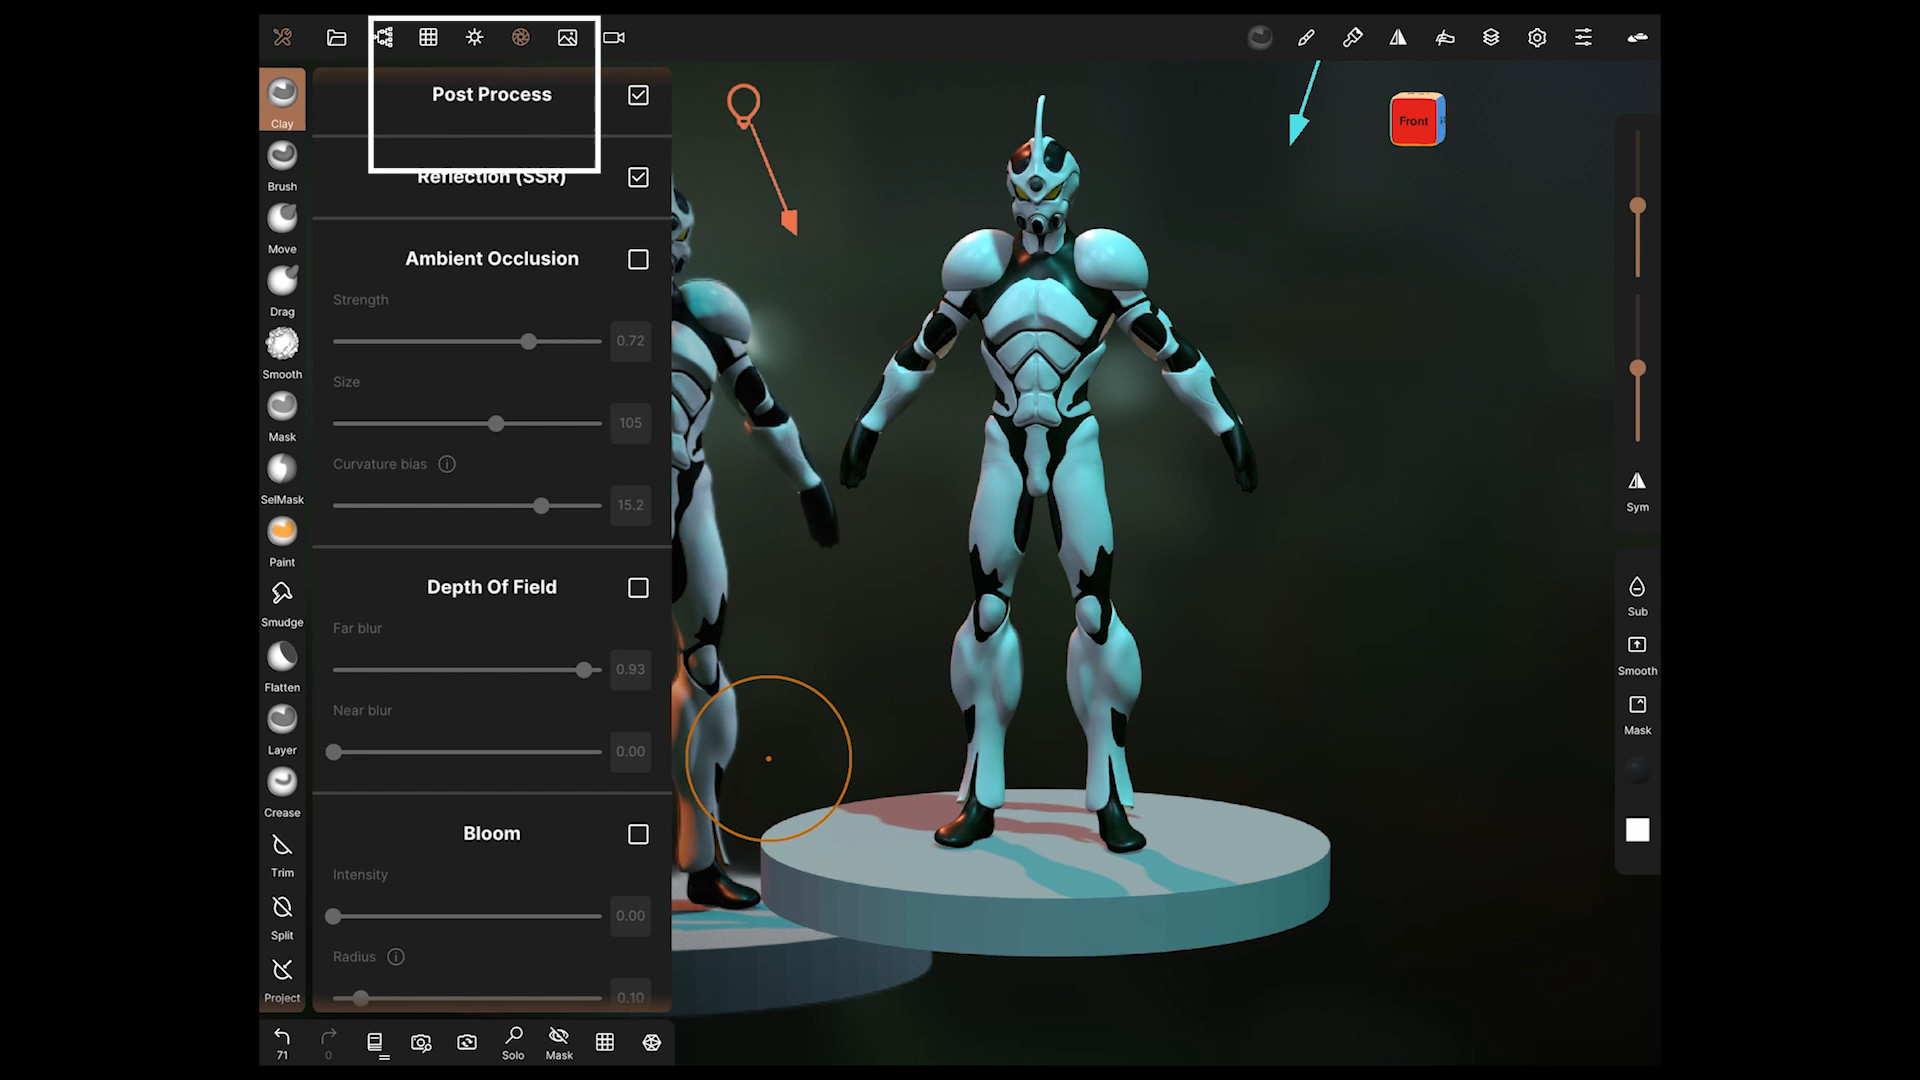 Post Process
Reflection (SSR)
Ambient Occlusion
Strength
0.72
Size
105
Curvature bias
15.2
Depth Of Field
Far blur
0.93
Near blur
0.00
Bloom
Intensity
0.00
Radius
0.10
Clay
Brush
Move
Drag
Smooth
Mask
SelMask
Paint
Smudge
Flatten
Layer
Crease
Trim
Split
Project
71
0
Solo
Mask
Front
Sym
Sub
Smooth
Mask